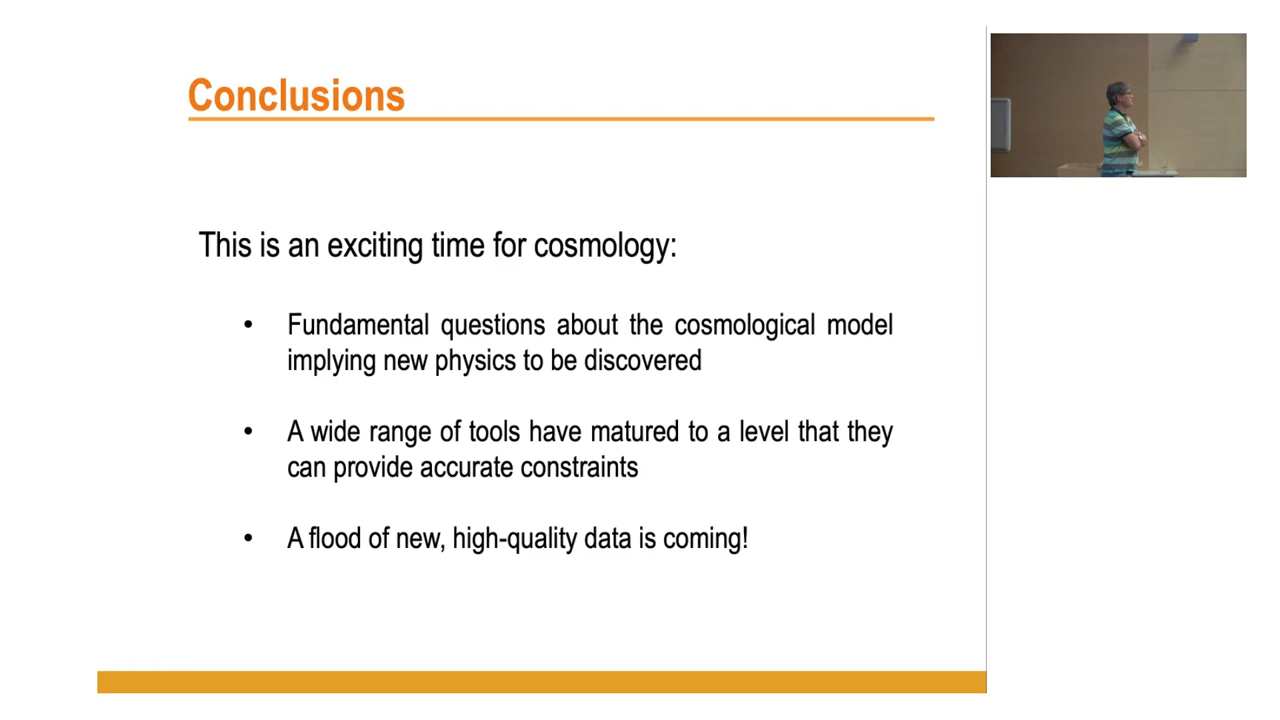 Conclusions
This is an exciting time for cosmology:
• Fundamental questions about the cosmological model
implying new physics to be discovered
• A wide range of tools have matured to a level that they
can provide accurate constraints
• A flood of new, high-quality data is coming!